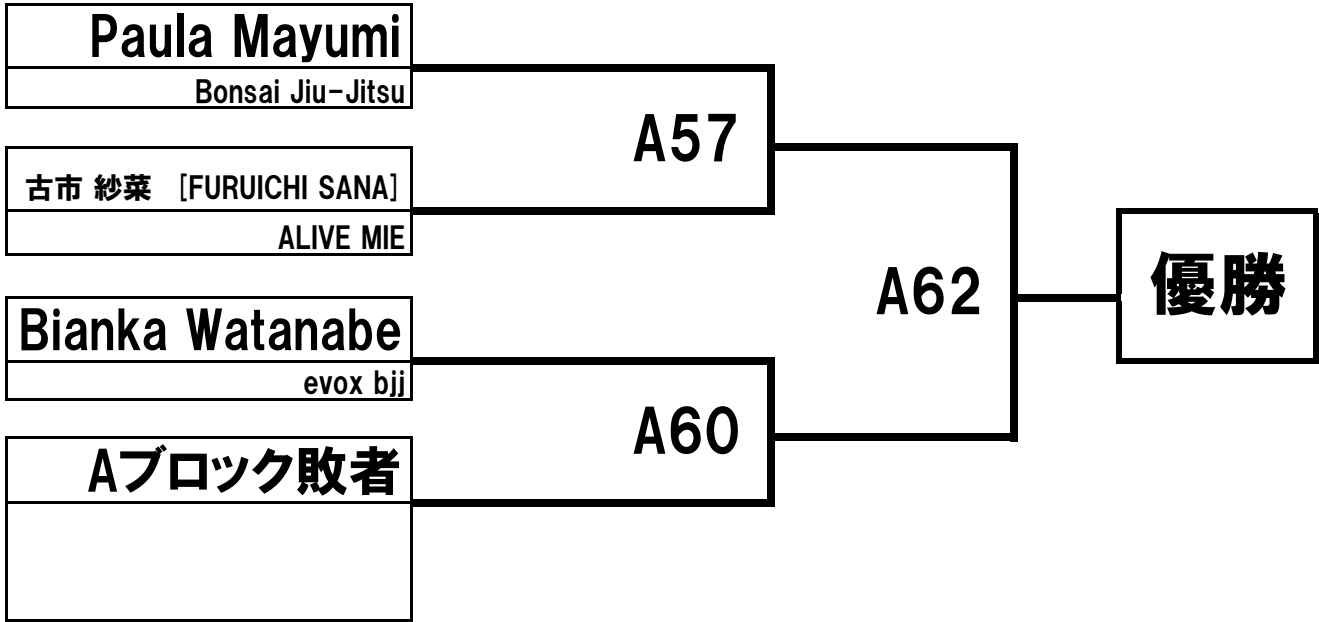 Paula Mayumi
Bonsai Jiu-Jitsu
A57
古市 紗菜 [FURUICHI SANA]
ALIVE MIE
A62
優勝
Bianka Watanabe
evox bjj
A60
Aブロック敗者